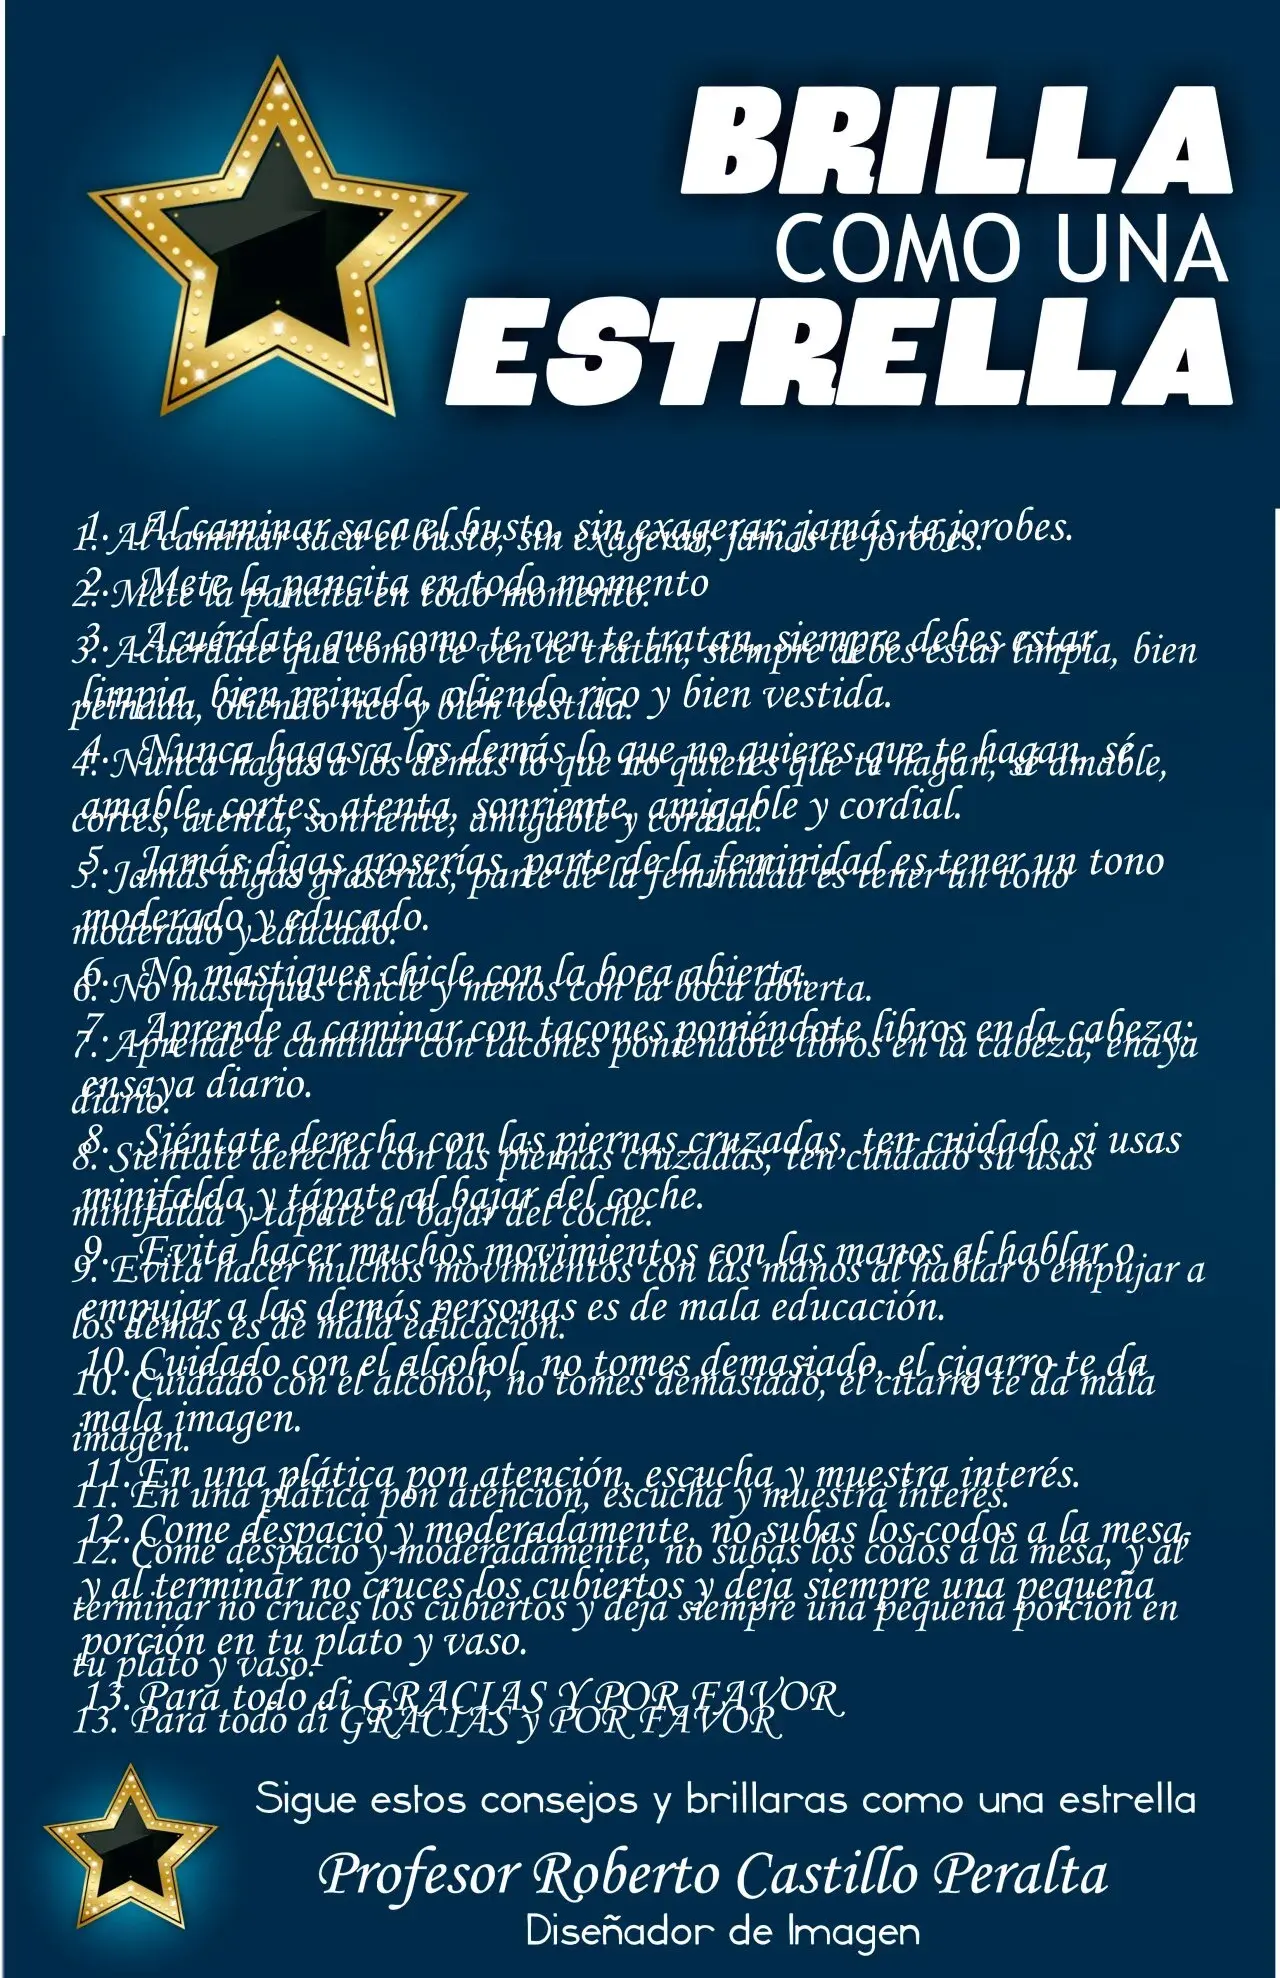 BRILLA
COMO UNA
ESTRELLA
1. Al caminar saca el busto, sin exagerar; jamás te jorobes.
1. Al caminar saca el busto, sin exagerar; jamás te jorobes.
2. Mete la pancita en todo momento
2. Mete la pancita en todo momento.
3. Acuérdate que como te ven te tratan, siempre debes estar
3. Acuérdate que como te ven te tratan, siempre debes estar limpia, bien
limpia, bien peinada, oliendo rico y bien vestida.
peinada, oliendo rico y bien vestida.
4. Nunca hagas a los demás lo que no quieres que te hagan, sé
4. Nunca hagas a los demás lo que no quieres que te hagan, sé amable,
amable, cortes, atenta, sonriente, amigable y cordial.
cortes, atenta, sonriente, amigable y cordial.
5. Jamás digas groserías, parte de la feminidad es tener un tono
5. Jamás digas groserías, parte de la feminidad es tener un tono
moderado y educado.
moderado y educado.
6. No mastiques chicle con la boca abierta.
6. No mastiques chicle y menos con la boca abierta.
7. Aprende a caminar con tacones poniéndote libros en la cabeza;
7. Aprende a caminar con tacones poniéndote libros en la cabeza; enaya
ensaya diario.
diario.
8. Siéntate derecha con las piernas cruzadas, ten cuidado si usas
8. Siéntate derecha con las piernas cruzadas, ten cuidado su usas
minifalda y tápate al bajar del coche.
minifalda y tápate al bajar del coche.
9. Evita hacer muchos movimientos con las manos al hablar o
9. Evita hacer muchos movimientos con las manos al hablar o empujar a
empujar a las demás personas es de mala educación.
los demás es de mala educación.
10. Cuidado con el alcohol, no tomes demasiado, el cigarro te da
10. Cuidado con el alcohol, no tomes demasiado, el citarro te da mala
mala imagen.
imagen.
11. En una plática pon atención, escucha y muestra interés.
11. En una plática pon atención, escucha y muestra interés.
12. Come despacio y moderadamente, no subas los codos a la mesa,
12. Come despacio y moderadamente, no subas los codos a la mesa, y al
y al terminar no cruces los cubiertos y deja siempre una pequeña
terminar no cruces los cubiertos y deja siempre una pequeña porción en
porción en tu plato y vaso.
tu plato y vaso.
13. Para todo di GRACIAS Y POR FAVOR
13. Para todo di GRACIAS y POR FAVOR
Sigue estos consejos y brillaras como una estrella
Profesor Roberto Castillo Peralta
Diseñador de Imagen